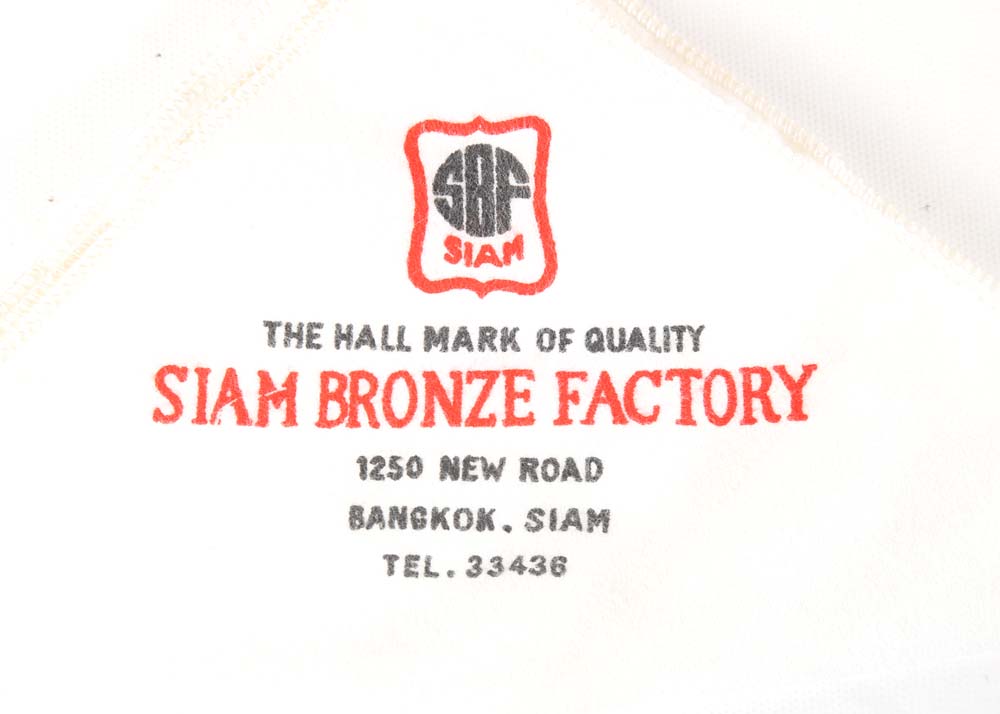 SBF
SIAM
THE HALL MARK OF QUALITY
SIAM BRONZE FACTORY
1250 NEW ROAD
BANGKOK. SIAM
TEL. 33436